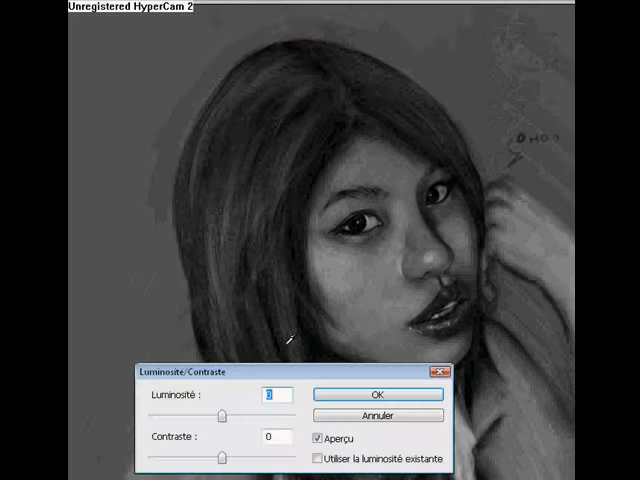 Unregistered HyperCam 2
Luminosité/Contraste
Luminosité : 0 OK
Annuler
Contraste : 0
Aperçu
Utiliser la luminosité existante